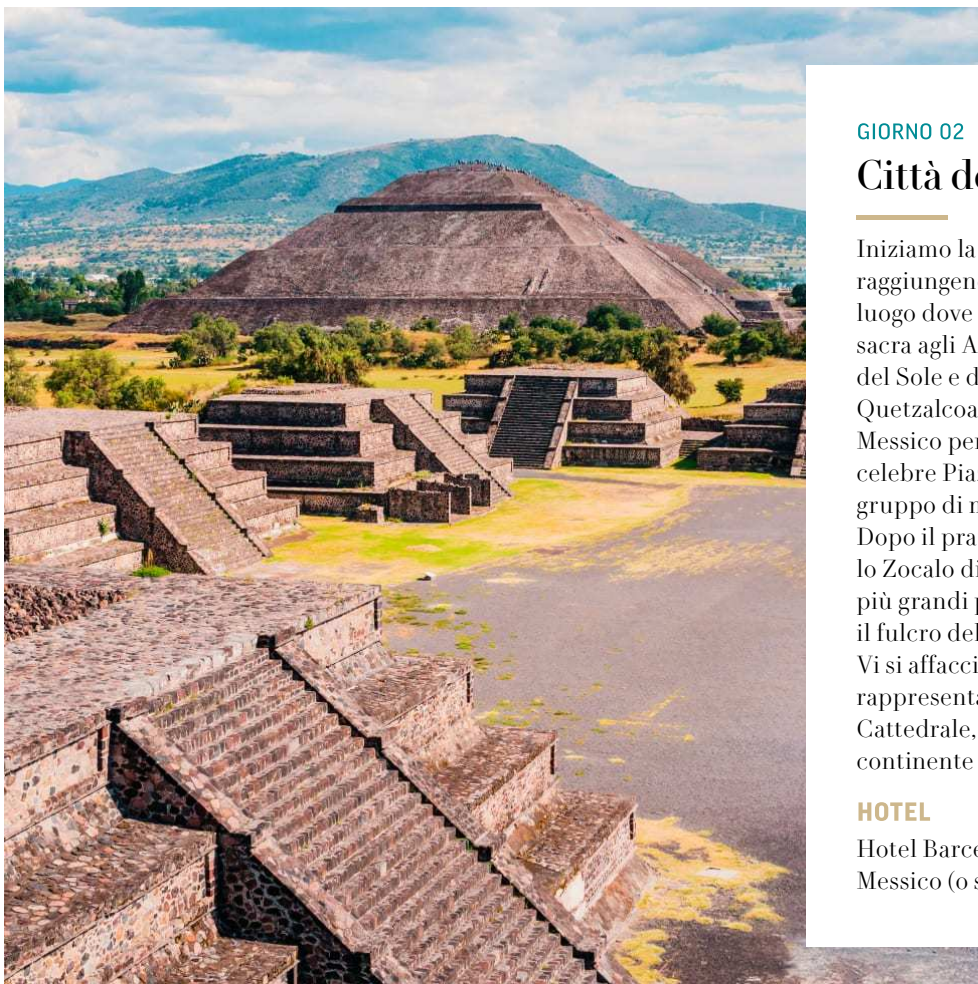 GIORNO 02
Città d
Iniziamo la
raggiungen
luogo dove
sacra agli A
del Sole e d
Quetzalcoa
Messico per
celebre Pia
gruppo di
Dopo il pra
lo Zocalo di
più grandi
il fulcro del
Vi si affacci
rappresenta
Cattedrale,
continente
HOTEL
Hotel Barce
Messico (o s